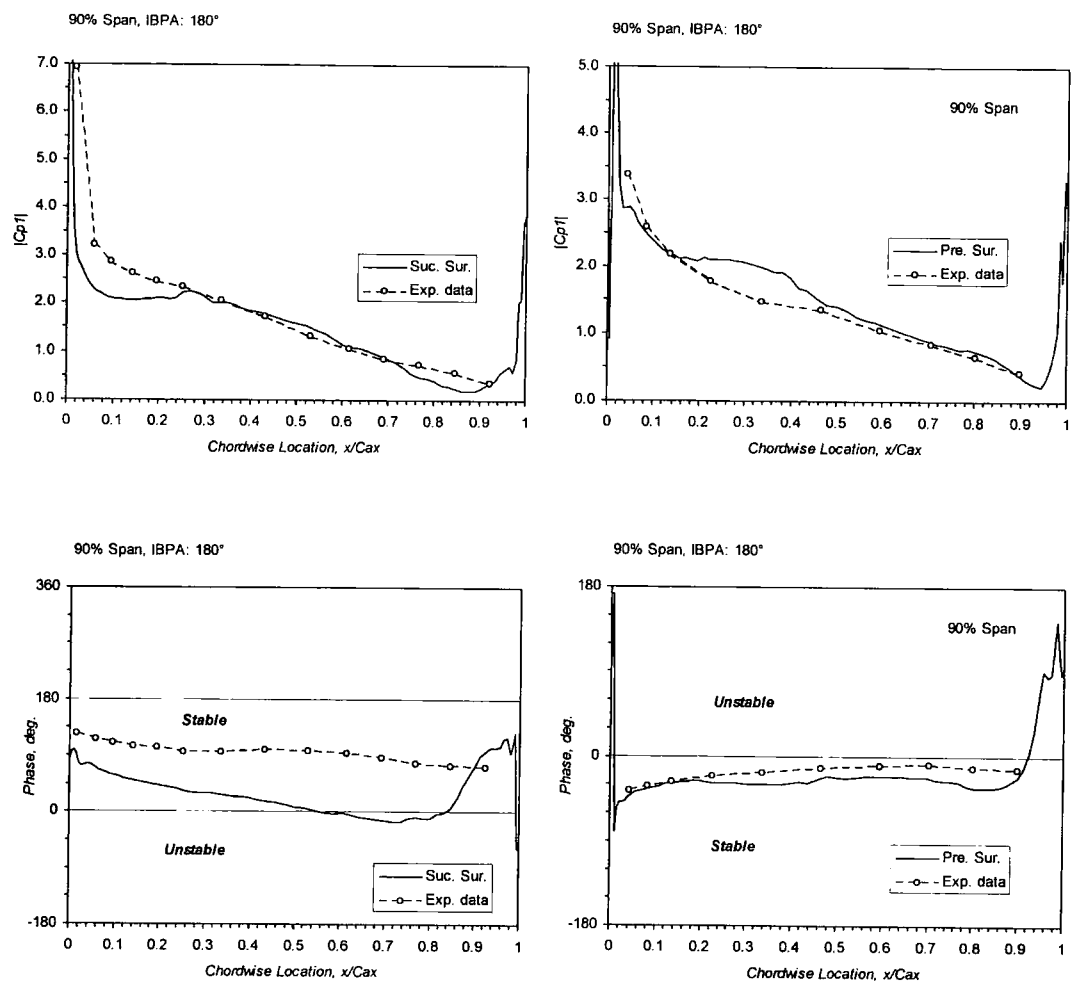 90% Span, IBPA: 180°
7.0
6.0
5.0
4.0
3.0
2.0
1.0
0.0
|Cp1|
Suc. Sur.
Exp. data
0 0.1 0.2 0.3 0.4 0.5 0.6 0.7 0.8 0.9 1
Chordwise Location, x/Cax
90% Span, IBPA: 180°
5.0
4.0
3.0
2.0
1.0
0.0
|Cp1|
90% Span
Pre. Sur.
Exp. data
0 0.1 0.2 0.3 0.4 0.5 0.6 0.7 0.8 0.9 1
Chordwise Location, x/Cax
90% Span, IBPA: 180°
360
180
0
-180
Phase, deg.
Stable
Unstable
Suc. Sur.
Exp. data
0 0.1 0.2 0.3 0.4 0.5 0.6 0.7 0.8 0.9 1
Chordwise Location, x/Cax
90% Span, IBPA: 180°
180
0
-180
Phase, deg.
90% Span
Unstable
Stable
Pre. Sur.
Exp. data
0 0.1 0.2 0.3 0.4 0.5 0.6 0.7 0.8 0.9 1
Chordwise Location, x/Cax